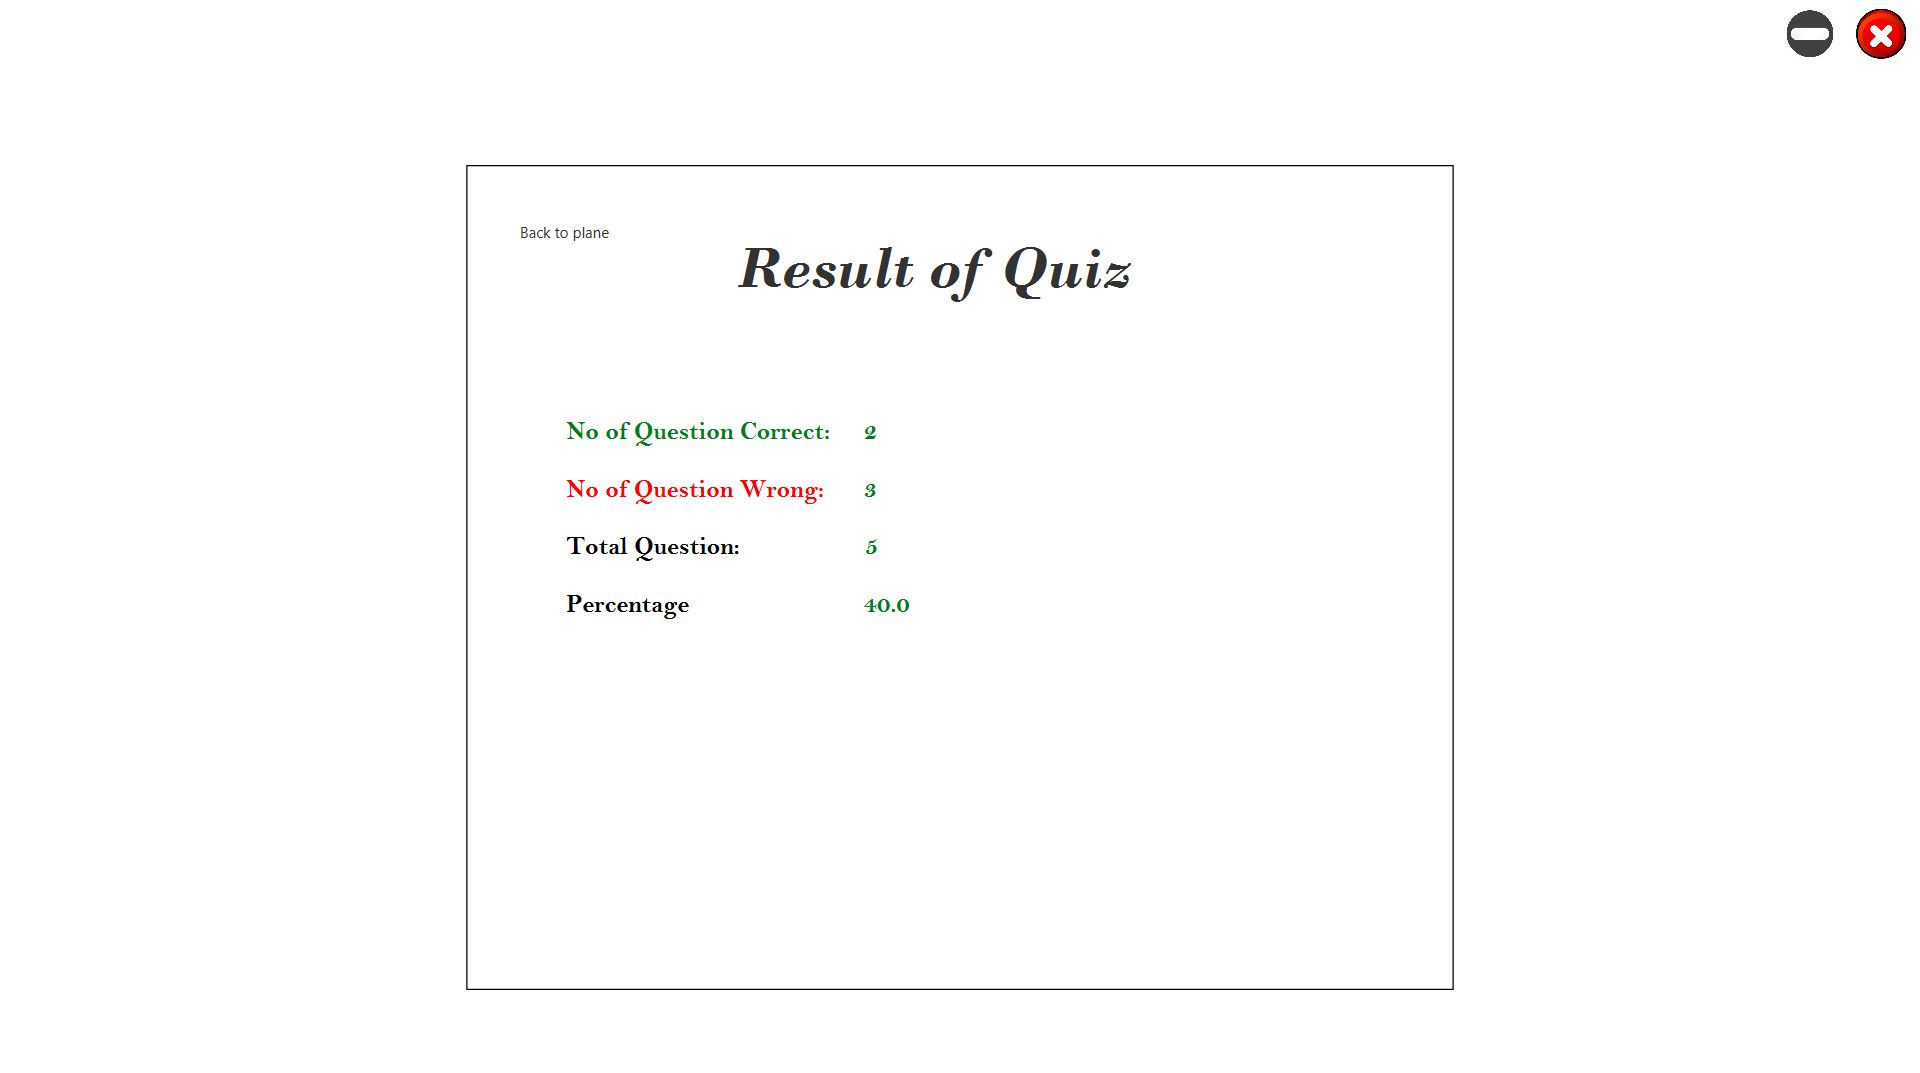 Back to plane
Result of Quiz
No of Question Correct: 2
No of Question Wrong: 3
Total Question: 5
Percentage 40.0